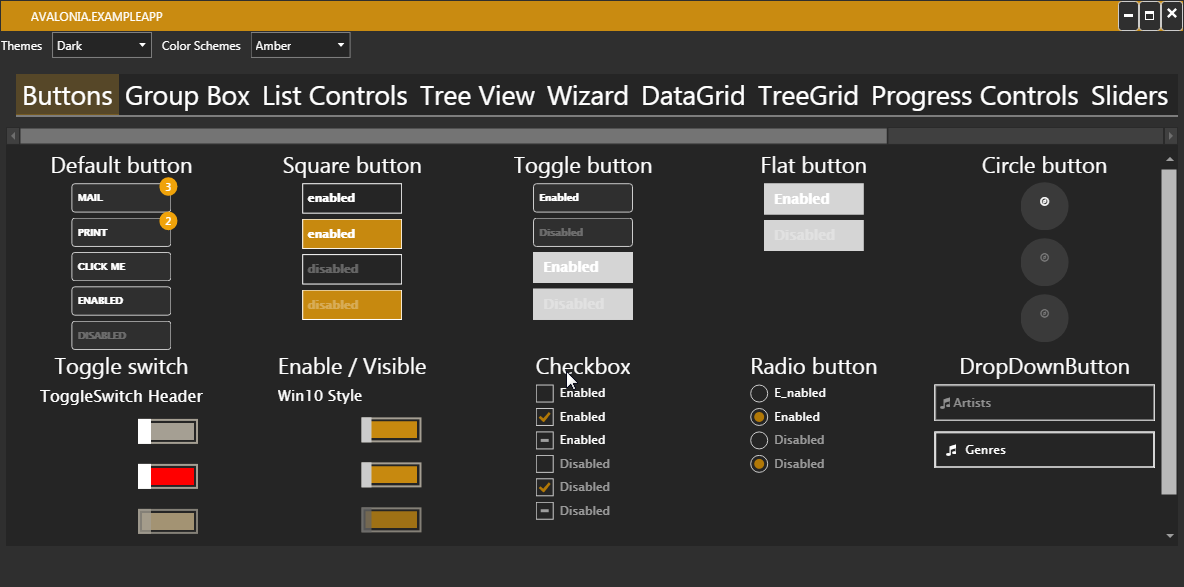 AVALONIA.EXAMPLEAPP
Themes Dark Color Schemes Amber
Buttons Group Box List Controls Tree View Wizard DataGrid TreeGrid Progress Controls Sliders
Default button Square button Toggle button Flat button Circle button
MAIL 3 enabled Enabled Enabled
PRINT 2 enabled Disabled Disabled
CLICK ME disabled Enabled
ENABLED disabled Disabled
DISABLED
Toggle switch Enable / Visible Checkbox Radio button DropDownButton
ToggleSwitch Header Win10 Style Enabled E_nabled Artists
Enabled Enabled
Enabled Disabled Genres
Disabled Disabled
Disabled
Disabled